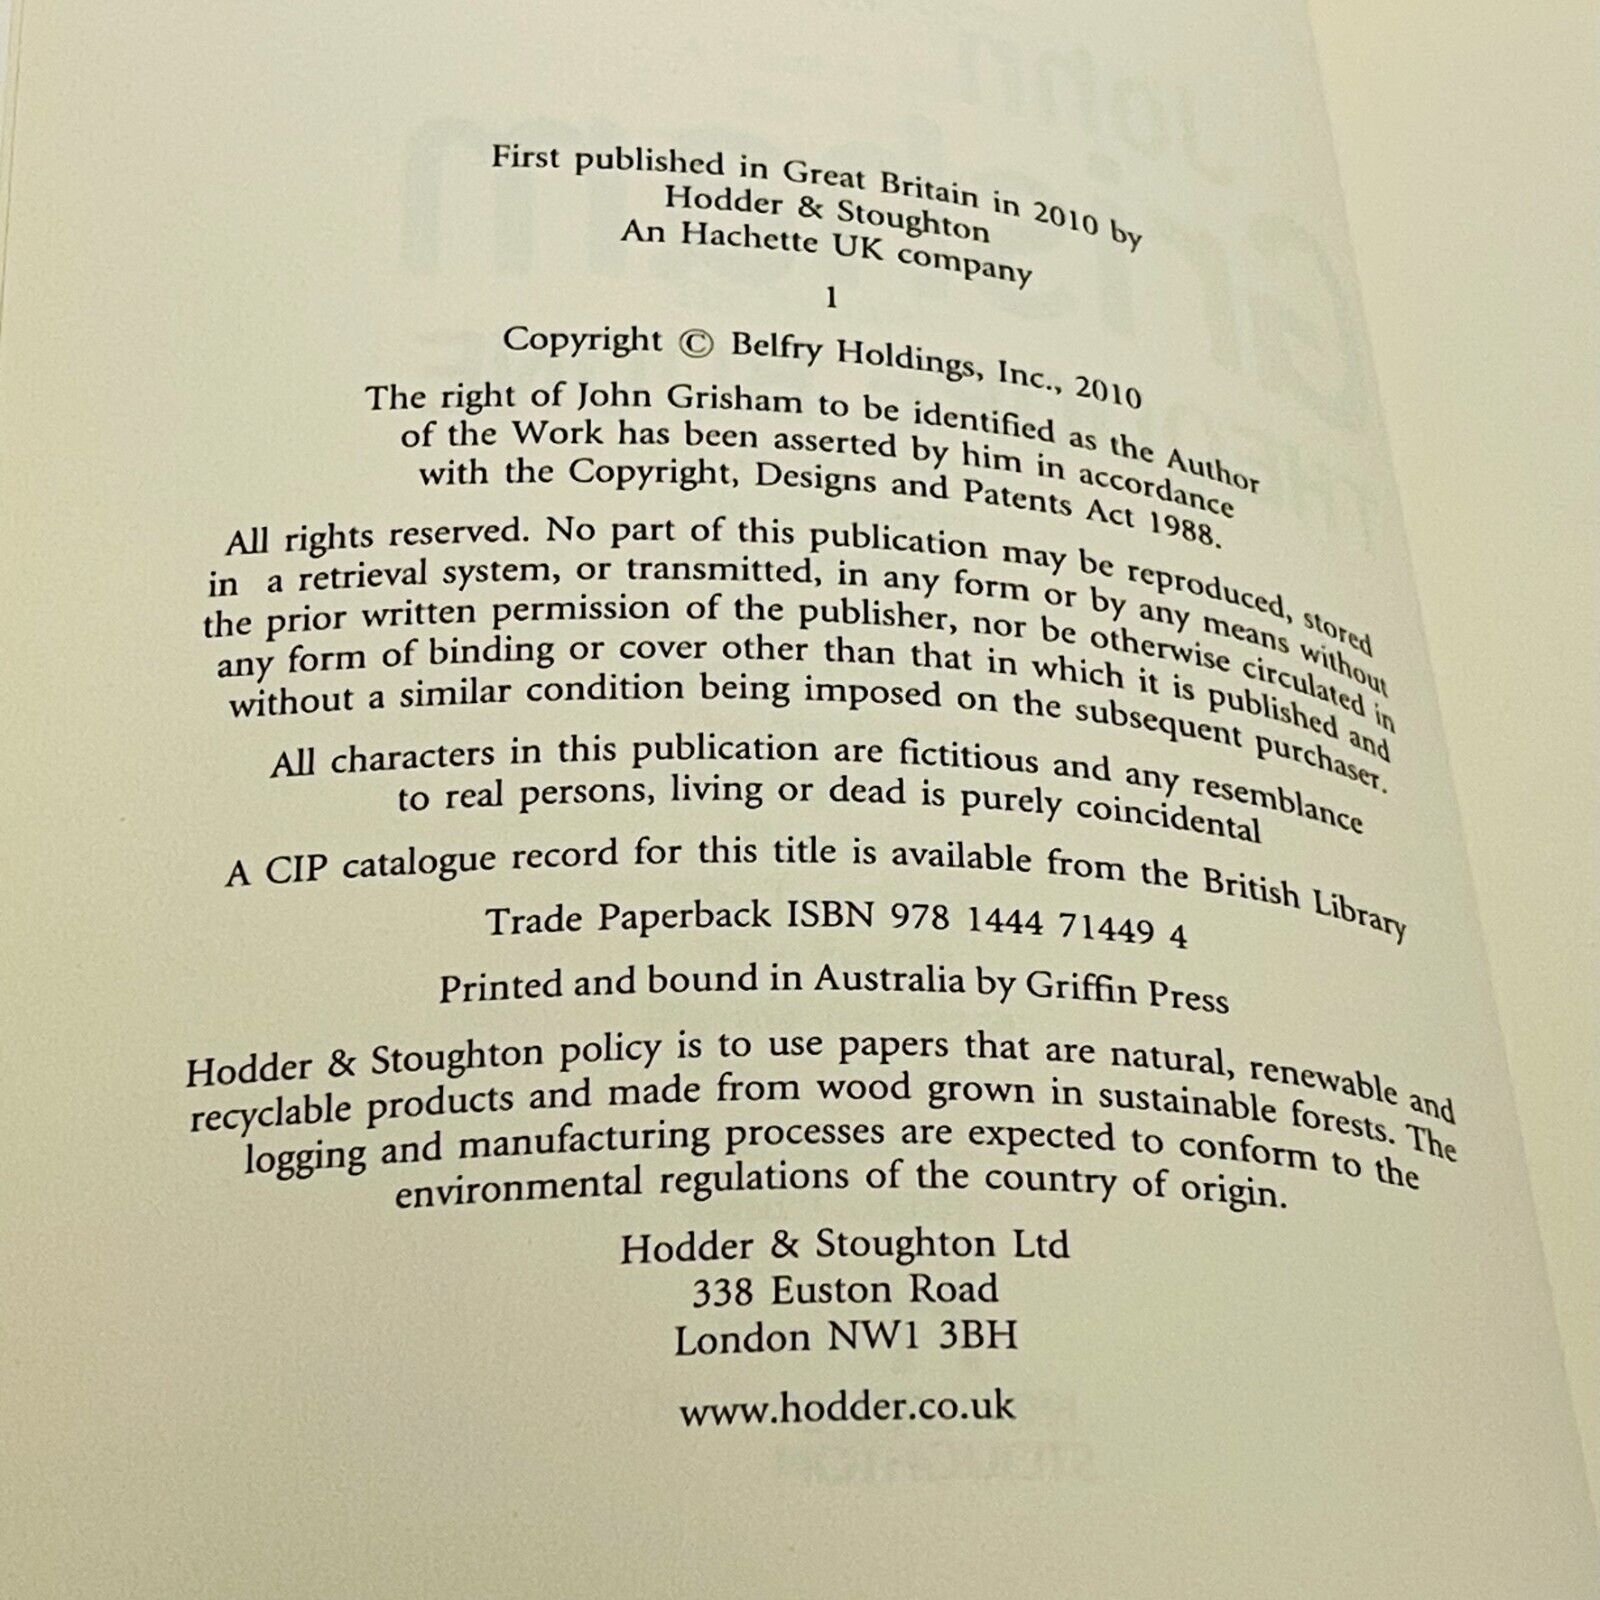 First published in Great Britain in 2010 by
Hodder & Stoughton
An Hachette UK company
1
Copyright © Belfry Holdings, Inc., 2010
The right of John Grisham to be identified as the Author
of the Work has been asserted by him in accordance
with the Copyright, Designs and Patents Act 1988.
All rights reserved. No part of this publication may be reproduced, stored
in a retrieval system, or transmitted, in any form or by any means without
the prior written permission of the publisher, nor be otherwise circulated in
any form of binding or cover other than that in which it is published and
without a similar condition being imposed on the subsequent purchaser.
All characters in this publication are fictitious and any resemblance
to real persons, living or dead is purely coincidental
A CIP catalogue record for this title is available from the British Library
Trade Paperback ISBN 978 1444 71449 4
Printed and bound in Australia by Griffin Press
Hodder & Stoughton policy is to use papers that are natural, renewable and
recyclable products and made from wood grown in sustainable forests. The
logging and manufacturing processes are expected to conform to the
environmental regulations of the country of origin.
Hodder & Stoughton Ltd
338 Euston Road
London NW1 3BH
www.hodder.co.uk